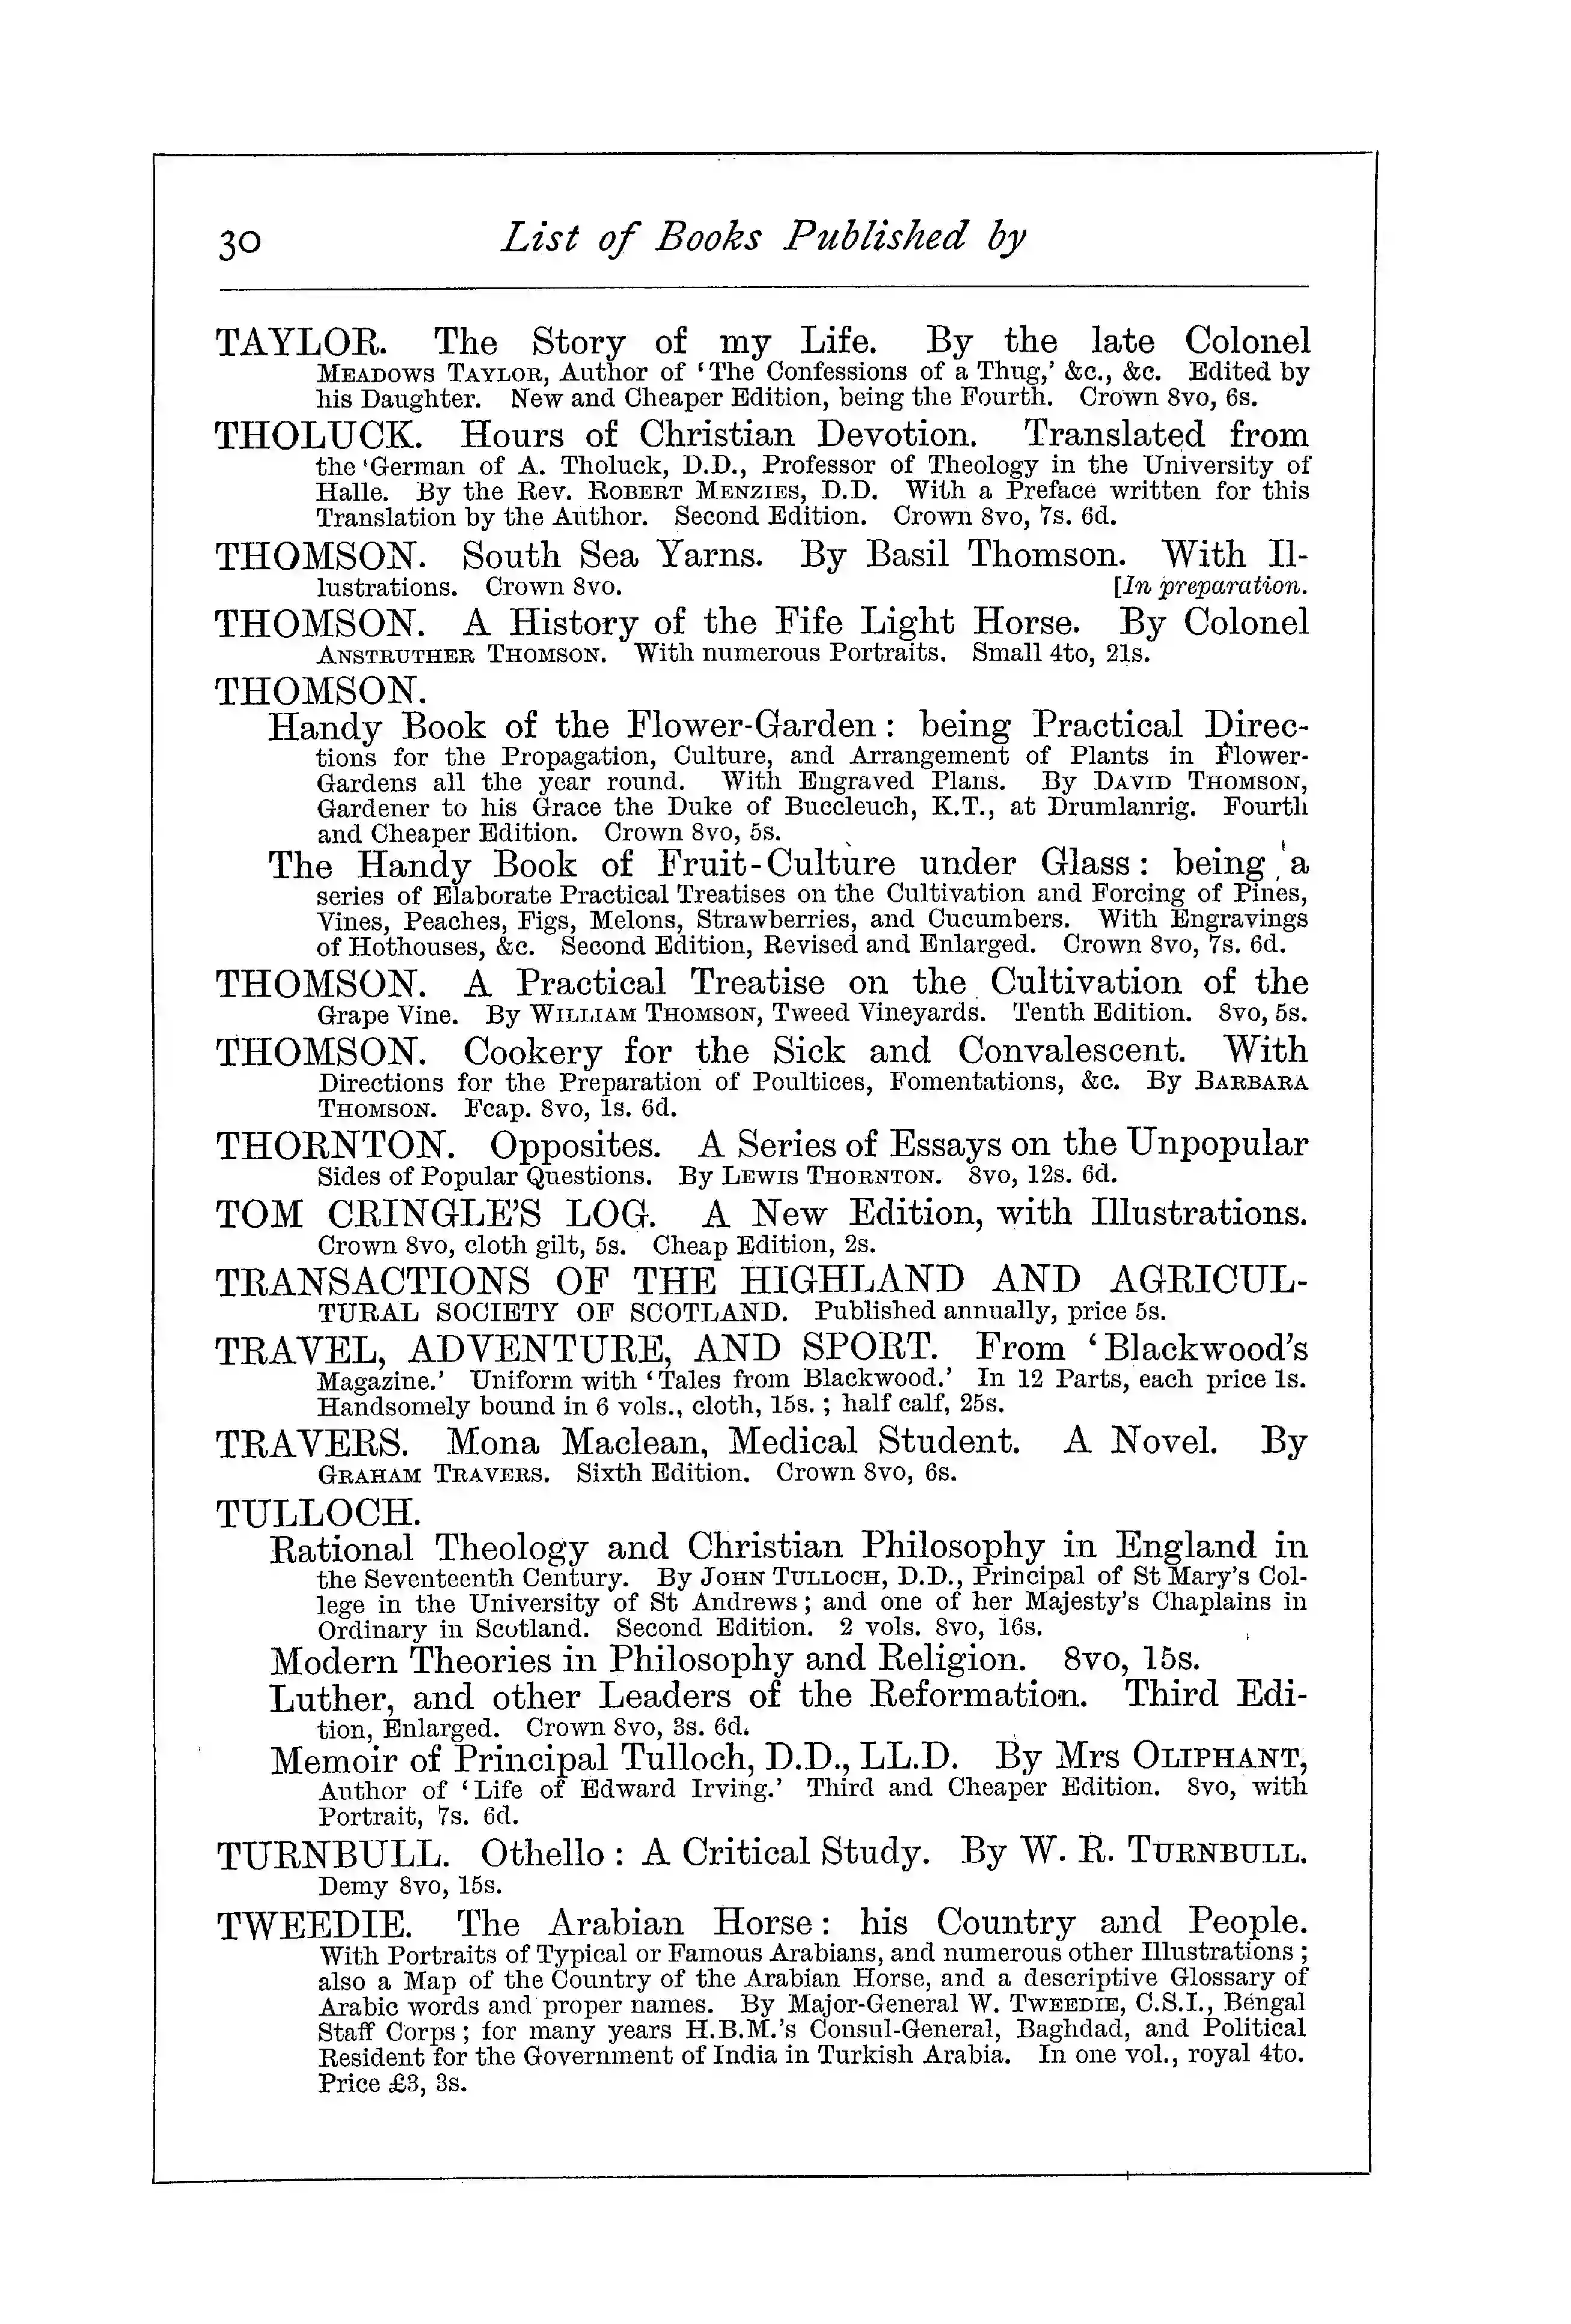 30 List of Books Published by
TAYLOR. The Story of my Life. By the late Colonel
MEADOWS TAYLOR, Author of 'The Confessions of a Thug,' &c., &c. Edited by
his Daughter. New and Cheaper Edition, being the Fourth. Crown 8vo, 6s.
THOLUCK. Hours of Christian Devotion. Translated from
the German of A. Tholuck, D.D., Professor of Theology in the University of
Halle. By the Rev. ROBERT MENZIES, D.D. With a Preface written for this
Translation by the Author. Second Edition. Crown 8vo, 7s. 6d.
THOMSON. South Sea Yarns. By Basil Thomson. With Il-
lustrations. Crown 8vo. [In preparation.
THOMSON. A History of the Fife Light Horse. By Colonel
ANSTRUTHER THOMSON. With numerous Portraits. Small 4to, 21s.
THOMSON.
Handy Book of the Flower-Garden: being Practical Direc-
tions for the Propagation, Culture, and Arrangement of Plants in Flower-
Gardens all the year round. With Engraved Plans. By DAVID THOMSON,
Gardener to his Grace the Duke of Buccleuch, K.T., at Drumlanrig. Fourth
and Cheaper Edition. Crown 8vo, 5s.
The Handy Book of Fruit-Culture under Glass: being a
series of Elaborate Practical Treatises on the Cultivation and Forcing of Pines,
Vines, Peaches, Figs, Melons, Strawberries, and Cucumbers. With Engravings
of Hothouses, &c. Second Edition, Revised and Enlarged. Crown 8vo, 7s. 6d.
THOMSON. A Practical Treatise on the Cultivation of the
Grape Vine. By WILLIAM THOMSON, Tweed Vineyards. Tenth Edition. 8vo, 5s.
THOMSON. Cookery for the Sick and Convalescent. With
Directions for the Preparation of Poultices, Fomentations, &c. By BARBARA
THOMSON. Fcap. 8vo, 1s. 6d.
THORNTON. Opposites. A Series of Essays on the Unpopular
Sides of Popular Questions. By LEWIS THORNTON. 8vo, 12s. 6d.
TOM CRINGLE'S LOG. A New Edition, with Illustrations.
Crown 8vo, cloth gilt, 5s. Cheap Edition, 2s.
TRANSACTIONS OF THE HIGHLAND AND AGRICUL-
TURAL SOCIETY OF SCOTLAND. Published annually, price 5s.
TRAVEL, ADVENTURE, AND SPORT. From 'Blackwood's
Magazine.' Uniform with 'Tales from Blackwood.' In 12 Parts, each price 1s.
Handsomely bound in 6 vols., cloth, 15s.; half calf, 25s.
TRAVERS. Mona Maclean, Medical Student. A Novel. By
GRAHAM TRAVERS. Sixth Edition. Crown 8vo, 6s.
TULLOCH.
Rational Theology and Christian Philosophy in England in
the Seventeenth Century. By JOHN TULLOCH, D.D., Principal of St Mary's Col-
lege in the University of St Andrews; and one of her Majesty's Chaplains in
Ordinary in Scotland. Second Edition. 2 vols. 8vo, 16s.
Modern Theories in Philosophy and Religion. 8vo, 15s.
Luther, and other Leaders of the Reformation. Third Edi-
tion, Enlarged. Crown 8vo, 3s. 6d.
Memoir of Principal Tulloch, D.D., LL.D. By Mrs OLIPHANT,
Author of 'Life of Edward Irving.' Third and Cheaper Edition. 8vo, with
Portrait, 7s. 6d.
TURNBULL. Othello: A Critical Study. By W. R. TURNBULL.
Demy 8vo, 15s.
TWEEDIE. The Arabian Horse: his Country and People.
With Portraits of Typical or Famous Arabians, and numerous other Illustrations;
also a Map of the Country of the Arabian Horse, and a descriptive Glossary of
Arabic words and proper names. By Major-General W. TWEEDIE, C.S.I., Bengal
Staff Corps; for many years H.B.M.'s Consul-General, Baghdad, and Political
Resident for the Government of India in Turkish Arabia. In one vol., royal 4to.
Price £3, 3s.